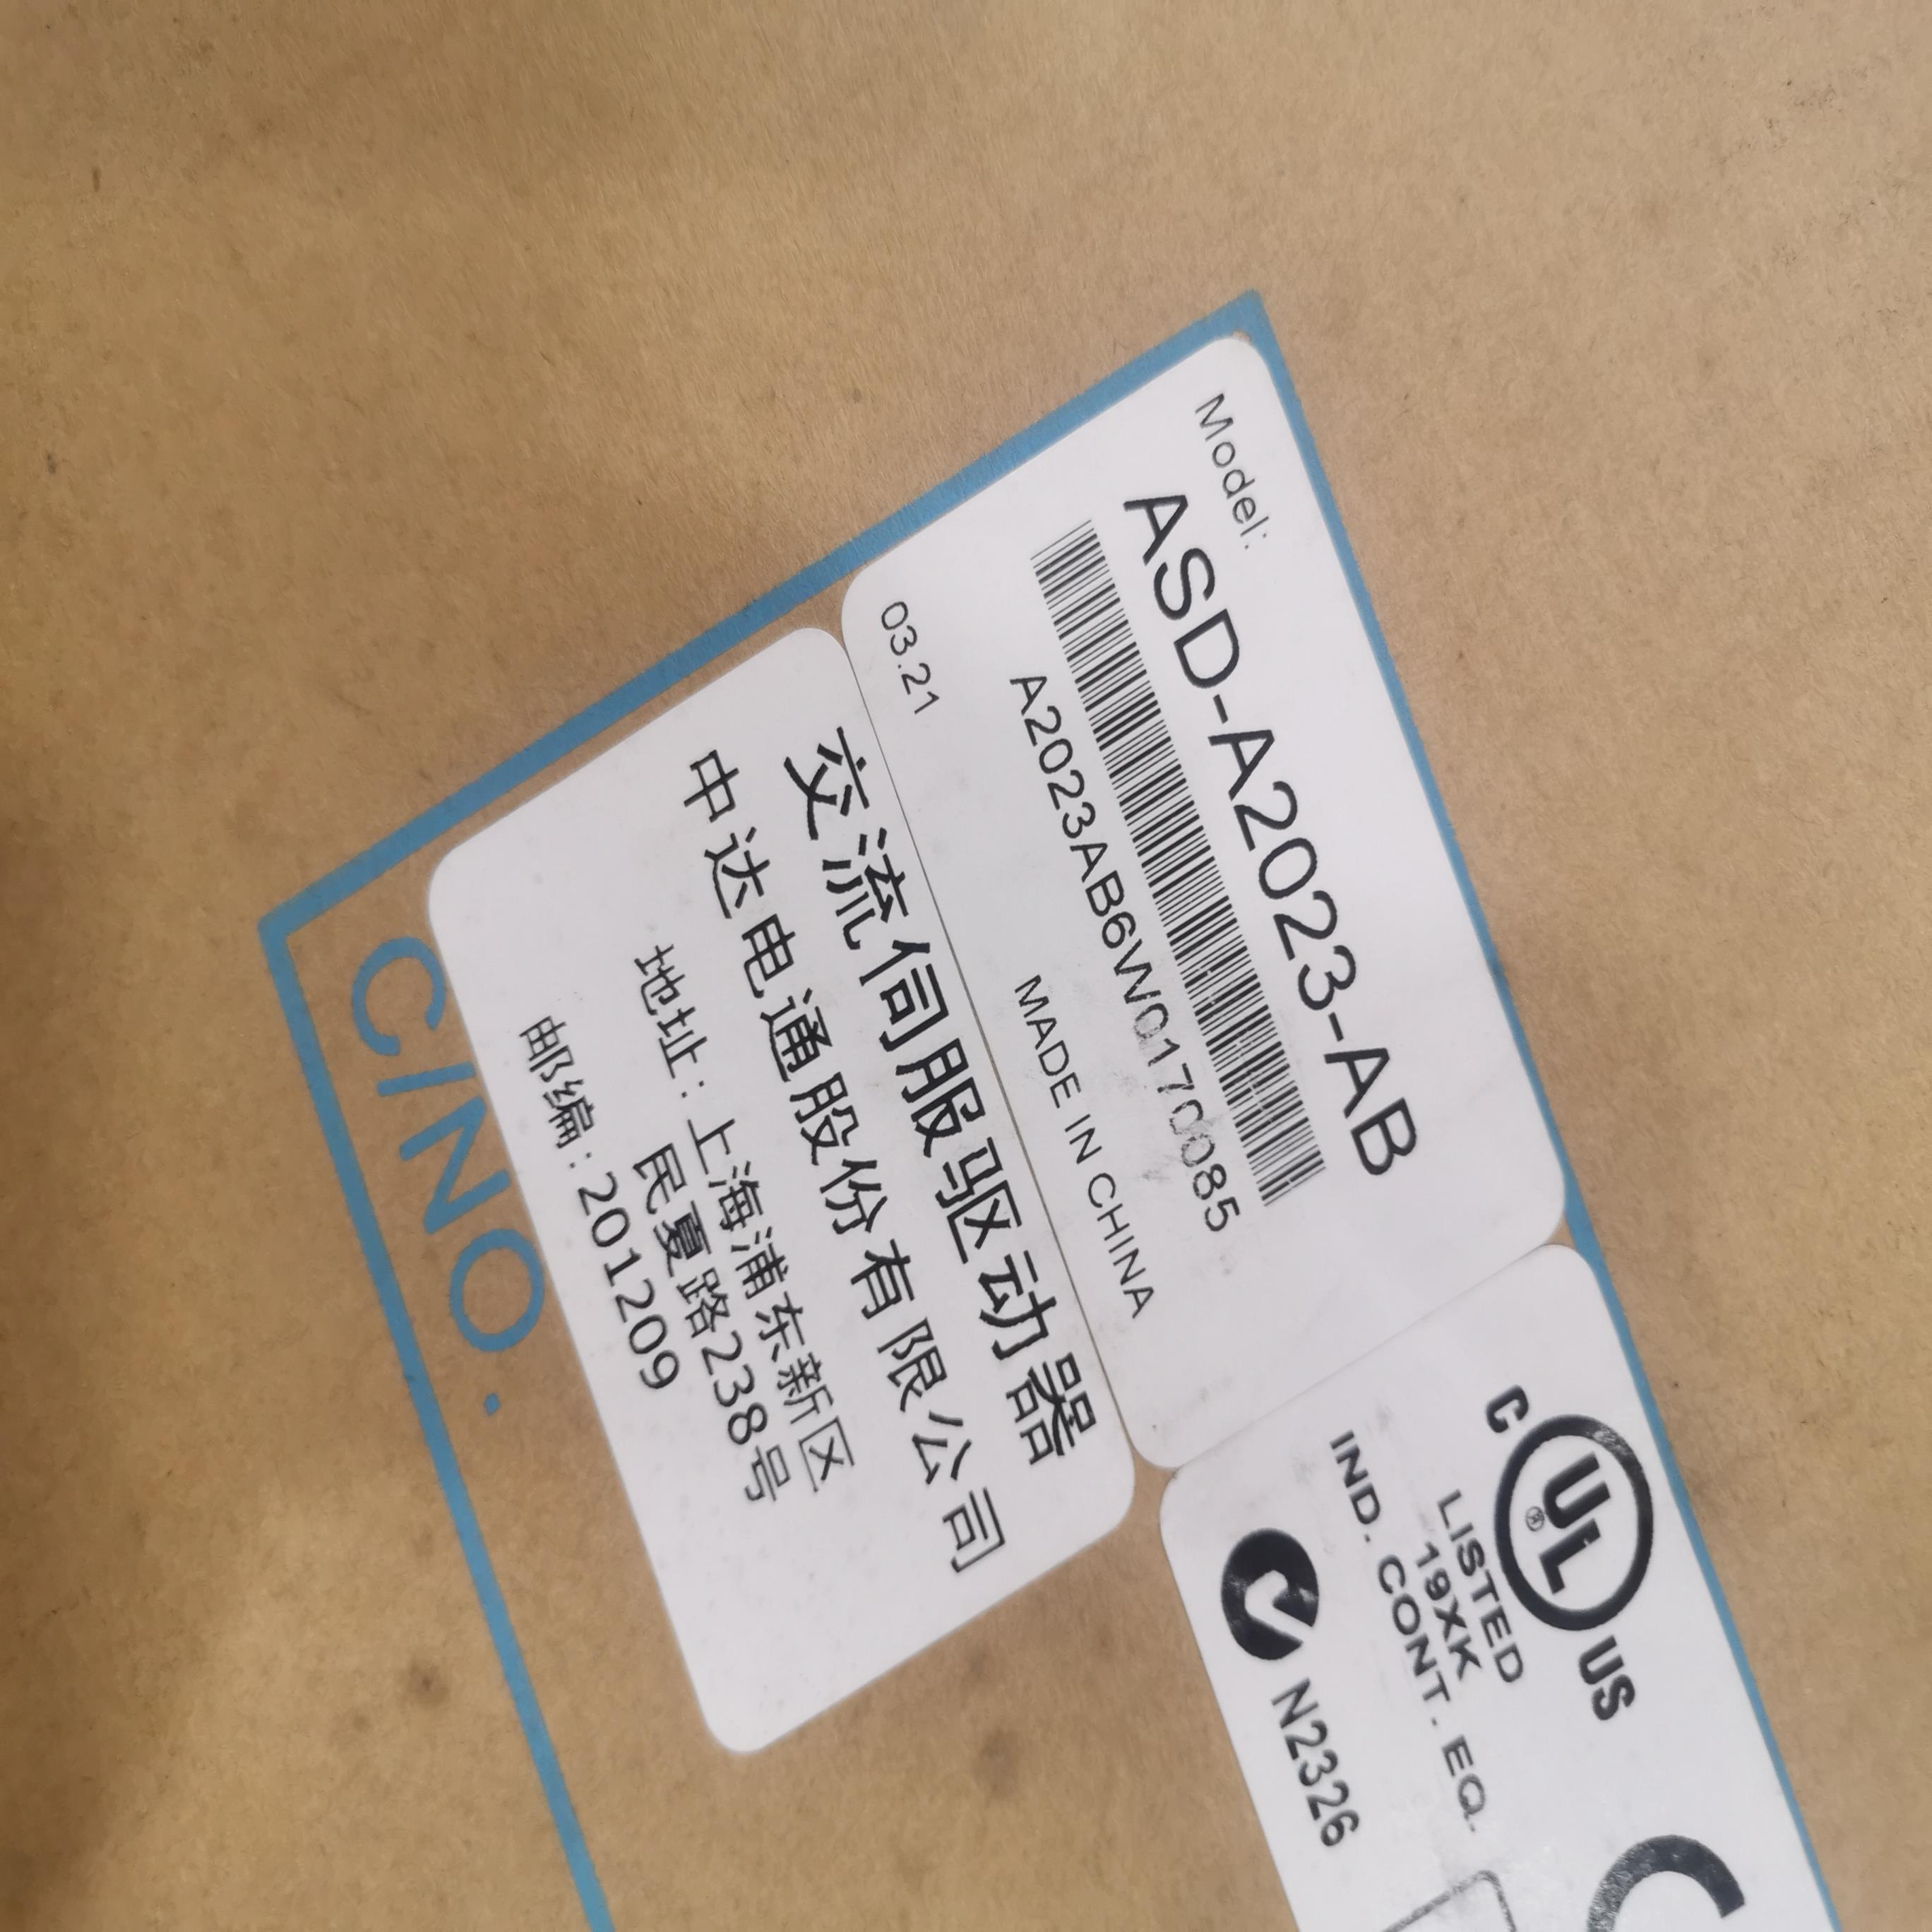 Model:
ASD-A2023-AB
A2023AB6W0170085
03.21
MADE IN CHINA
交流伺服驱动器
中达电通股份有限公司
地址：上海浦东新区
民夏路238号
邮编：201209
C/NO.
C UL® US
LISTED
19XK
IND. CONT. EQ.
N2326